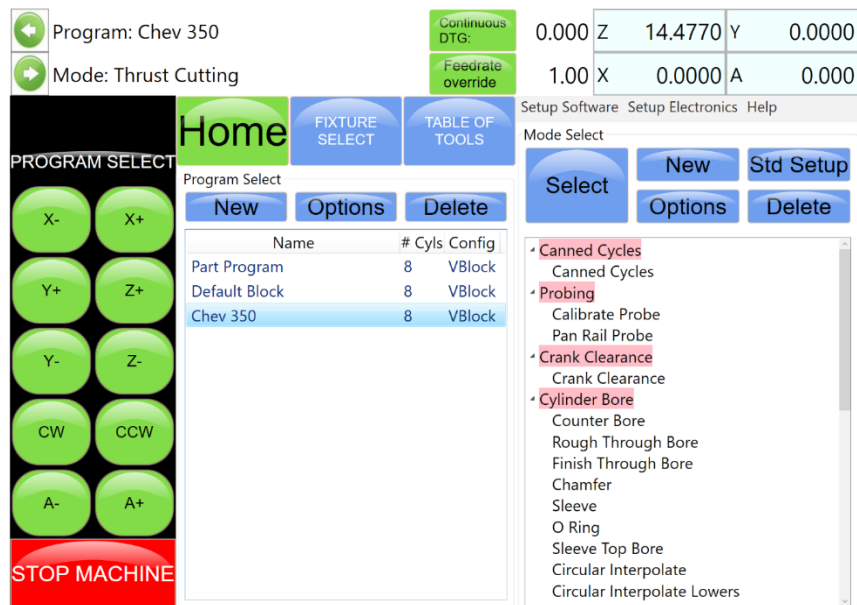 Program: Chev 350
Continuous DTG: 0.000 Z 14.4770 Y 0.0000
Mode: Thrust Cutting
Feedrate override 1.00 X 0.0000 A 0.000
PROGRAM SELECT
X- X+
Y+ Z+
Y- Z-
CW CCW
A- A+
STOP MACHINE
Home FIXTURE SELECT TABLE OF TOOLS
Program Select
New Options Delete
Name # Cyls Config
Part Program 8 VBlock
Default Block 8 VBlock
Chev 350 8 VBlock
Setup Software Setup Electronics Help
Mode Select
Select New Std Setup
Options Delete
Canned Cycles
Canned Cycles
Probing
Calibrate Probe
Pan Rail Probe
Crank Clearance
Crank Clearance
Cylinder Bore
Counter Bore
Rough Through Bore
Finish Through Bore
Chamfer
Sleeve
O Ring
Sleeve Top Bore
Circular Interpolate
Circular Interpolate Lowers